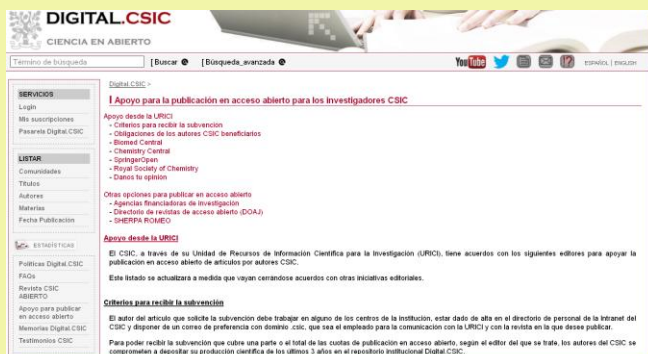 DIGITAL.CSIC
CIENCIA EN ABIERTO
Término de búsqueda
[Buscar
[Búsqueda_avanzada
YouTube
ESPAÑOL | ENGLISH
SERVICIOS
Login
Mis suscripciones
Pasarela Digital.CSIC
LISTAR
Comunidades
Títulos
Autores
Materias
Fecha Publicacion
ESTADÍSTICAS
Políticas Digital.CSIC
FAQs
Revista CSIC
ABIERTO
Apoyo para publicar
en acceso abierto
Memorias Digital.CSIC
Testimonios CSIC
Digital.CSIC >
Apoyo para la publicación en acceso abierto para los investigadores CSIC
Apoyo desde la URICI
- Criterios para recibir la subvención
- Obligaciones de los autores CSIC beneficiarios
- Biomed Central
- Chemistry Central
- SpringerOpen
- Royal Society of Chemistry
- Danos tu opinión
Otras opciones para publicar en acceso abierto
- Agencias financiadoras de investigación
- Directorio de revistas de acceso abierto (DOAJ)
- SHERPA ROMEO
Apoyo desde la URICI
El CSIC, a través de su Unidad de Recursos de Información Científica para la Investigación (URICI), tiene acuerdos con los siguientes editores para apoyar la
publicación en acceso abierto de artículos por autores CSIC.
Este listado se actualizará a medida que vayan cerrándose acuerdos con otras iniciativas editoriales.
Criterios para recibir la subvención
El autor del artículo que solicite la subvención debe trabajar en alguno de los centros de la institución, estar dado de alta en el directorio de personal de la Intranet del
CSIC y disponer de un correo de preferencia con dominio .csic, que sea el empleado para la comunicación con la URICI y con la revista en la que desee publicar.
Para poder recibir la subvención que cubre una parte o el total de las cuotas de publicación en acceso abierto, según el editor del que se trate, los autores del CSIC se
comprometen a depositar su producción científica de los últimos 3 años en el repositorio institucional Digital.CSIC.